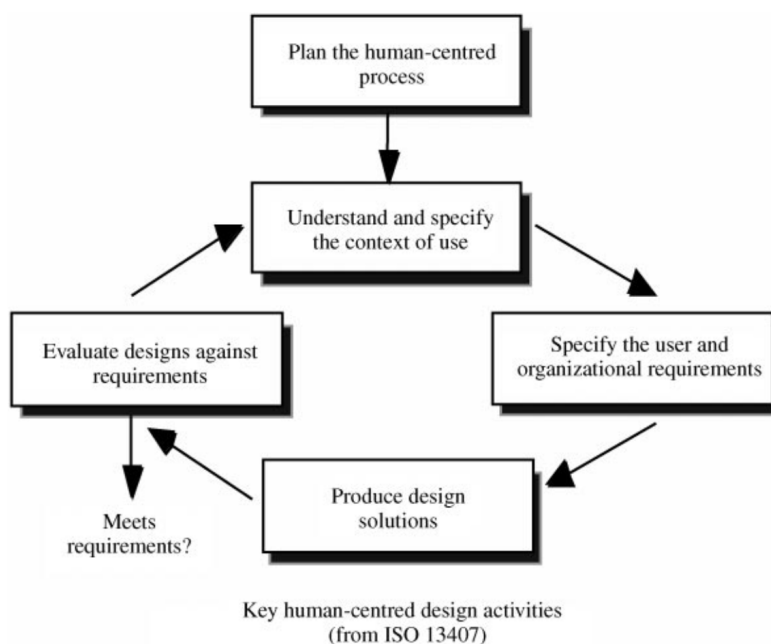 Plan the human-centred
process
Understand and specify
the context of use
Evaluate designs against
requirements
Specify the user and
organizational requirements
Produce design
solutions
Meets
requirements?
Key human-centred design activities
(from ISO 13407)